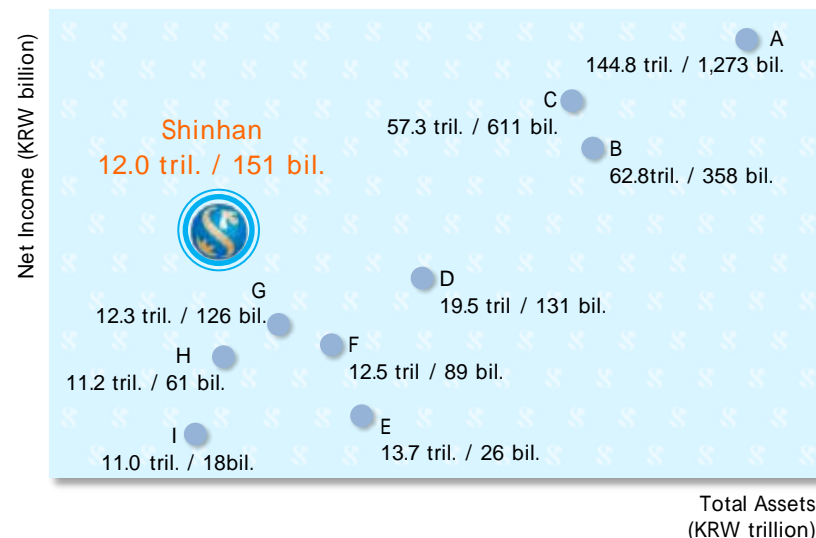 Net Income (KRW billion)
A
144.8 tril. / 1,273 bil.
C
57.3 tril. / 611 bil.
B
62.8tril. / 358 bil.
Shinhan
12.0 tril. / 151 bil.
D
19.5 tril / 131 bil.
G
12.3 tril. / 126 bil.
F
12.5 tril / 89 bil.
H
11.2 tril. / 61 bil.
E
13.7 tril. / 26 bil.
I
11.0 tril. / 18bil.
Total Assets
(KRW trillion)